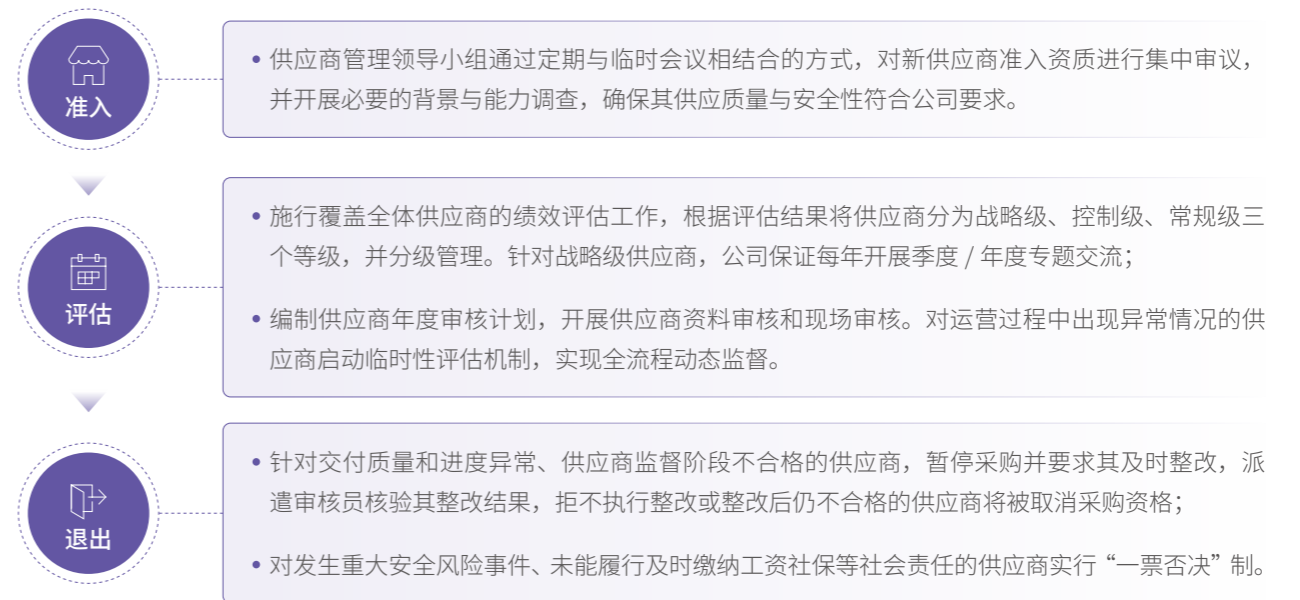 准入
• 供应商管理领导小组通过定期与临时会议相结合的方式，对新供应商准入资质进行集中审议，
并开展必要的背景与能力调查，确保其供应质量与安全性符合公司要求。
评估
• 施行覆盖全体供应商的绩效评估工作，根据评估结果将供应商分为战略级、控制级、常规级三
个等级，并分级管理。针对战略级供应商，公司保证每年开展季度 / 年度专题交流；
• 编制供应商年度审核计划，开展供应商资料审核和现场审核。对运营过程中出现异常情况的供
应商启动临时性评估机制，实现全流程动态监督。
退出
• 针对交付质量和进度异常、供应商监督阶段不合格的供应商，暂停采购并要求其及时整改，派
遣审核员核验其整改结果，拒不执行整改或整改后仍不合格的供应商将被取消采购资格；
• 对发生重大安全风险事件、未能履行及时缴纳工资社保等社会责任的供应商实行“一票否决”制。